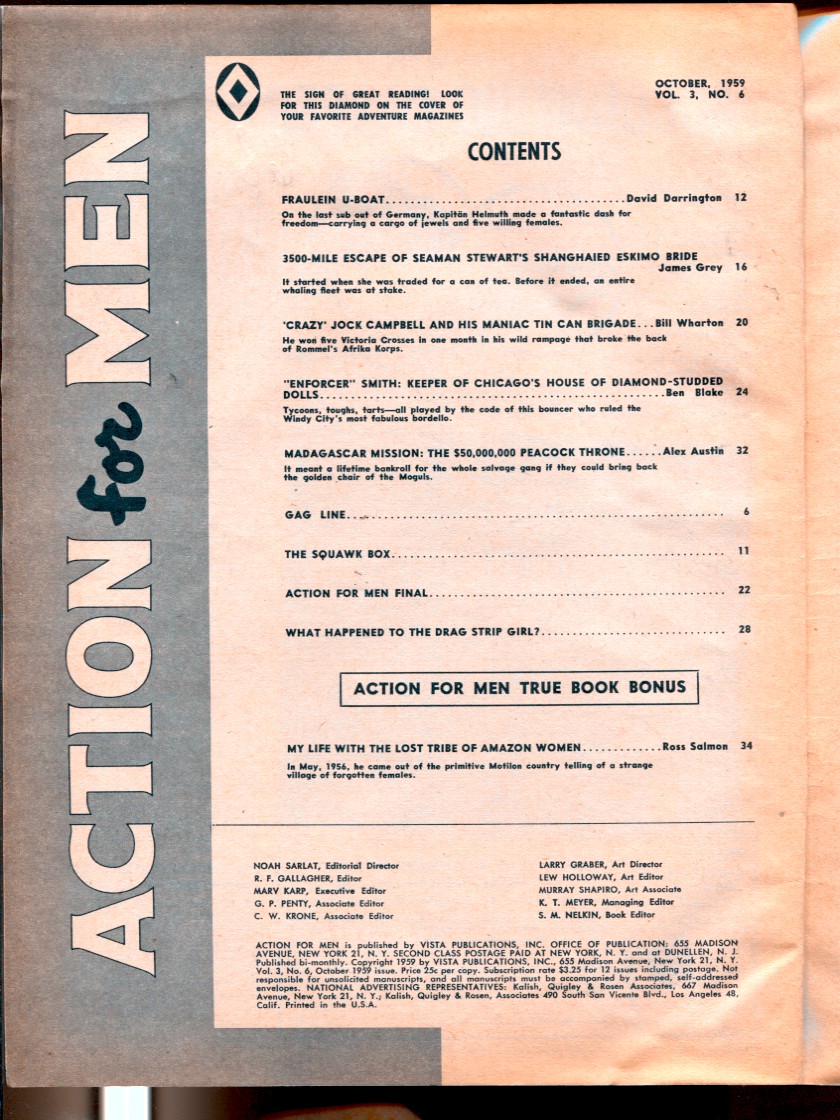 ACTION for MEN
THE SIGN OF GREAT READING! LOOK
FOR THIS DIAMOND ON THE COVER OF
YOUR FAVORITE ADVENTURE MAGAZINES
OCTOBER, 1959
VOL. 3, NO. 6
CONTENTS
FRAULEIN U-BOAT..........................................David Darrington 12
On the last sub out of Germany, Kapitän Helmuth made a fantastic dash for
freedom—carrying a cargo of jewels and five willing females.
3500-MILE ESCAPE OF SEAMAN STEWART'S SHANGHAIED ESKIMO BRIDE
James Grey 16
It started when she was traded for a can of tea. Before it ended, an entire
whaling fleet was at stake.
'CRAZY' JOCK CAMPBELL AND HIS MANIAC TIN CAN BRIGADE...Bill Wharton 20
He won five Victoria Crosses in one month in his wild rampage that broke the back
of Rommel's Afrika Korps.
"ENFORCER" SMITH: KEEPER OF CHICAGO'S HOUSE OF DIAMOND-STUDDED
DOLLS............................................................Ben Blake 24
Tycoons, toughs, tarts—all played by the code of this bouncer who ruled the
Windy City's most fabulous bordello.
MADAGASCAR MISSION: THE $50,000,000 PEACOCK THRONE......Alex Austin 32
It meant a lifetime bankroll for the whole salvage gang if they could bring back
the golden chair of the Moguls.
GAG LINE.................................................................. 6
THE SQUAWK BOX.......................................................... 11
ACTION FOR MEN FINAL.................................................... 22
WHAT HAPPENED TO THE DRAG STRIP GIRL?................................ 28
ACTION FOR MEN TRUE BOOK BONUS
MY LIFE WITH THE LOST TRIBE OF AMAZON WOMEN.............Ross Salmon 34
In May, 1956, he came out of the primitive Motilon country telling of a strange
village of forgotten females.
NOAH SARLAT, Editorial Director
R. F. GALLAGHER, Editor
MARV KARP, Executive Editor
G. P. PENTY, Associate Editor
C. W. KRONE, Associate Editor
LARRY GRABER, Art Director
LEW HOLLOWAY, Art Editor
MURRAY SHAPIRO, Art Associate
K. T. MEYER, Managing Editor
S. M. NELKIN, Book Editor
ACTION FOR MEN is published by VISTA PUBLICATIONS, INC. OFFICE OF PUBLICATION: 655 MADISON
AVENUE, NEW YORK 21, N. Y. SECOND CLASS POSTAGE PAID AT NEW YORK, N. Y. and at DUNELLEN, N. J.
Published bi-monthly. Copyright 1959 by VISTA PUBLICATIONS, INC., 655 Madison Avenue, New York 21, N. Y.
Vol. 3, No. 6, October 1959 issue. Price 25c per copy. Subscription rate $3.25 for 12 issues including postage. Not
responsible for unsolicited manuscripts, and all manuscripts must be accompanied by stamped, self-addressed
envelopes. NATIONAL ADVERTISING REPRESENTATIVES: Kalish, Quigley & Rosen Associates, 667 Madison
Avenue, New York 21, N. Y.; Kalish, Quigley & Rosen, Associates 490 South San Vicente Blvd., Los Angeles 48,
Calif. Printed in the U.S.A.